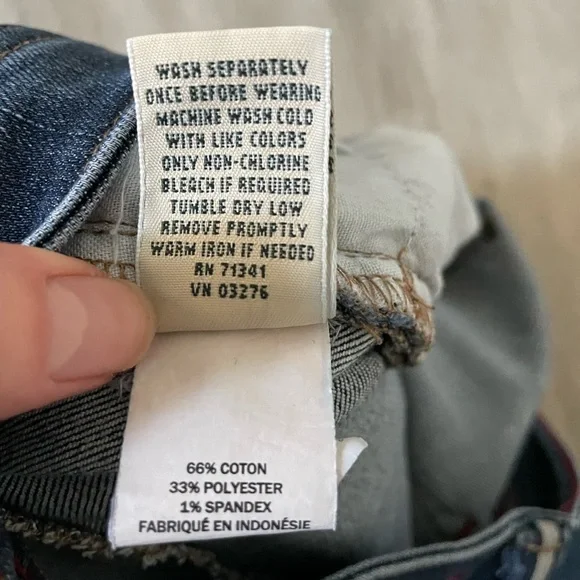 WASH SEPARATELY
ONCE BEFORE WEARING
MACHINE WASH COLD
WITH LIKE COLORS
ONLY NON-CHLORINE
BLEACH IF REQUIRED
TUMBLE DRY LOW
REMOVE PROMPTLY
WARM IRON IF NEEDED
RN 71341
VN 03276
66% COTON
33% POLYESTER
1% SPANDEX
FABRIQUÉ EN INDONÉSIE